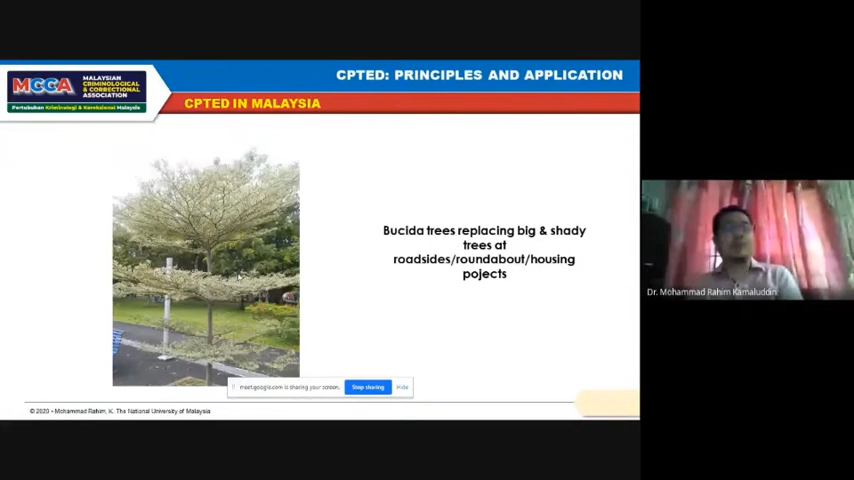 CPTED: PRINCIPLES AND APPLICATION
MCCA
MALAYSIAN
CRIMINOLOGICAL
& CORRECTIONAL
ASSOCIATION
Pertubuhan Kriminologi & Koreksional Malaysia
CPTED IN MALAYSIA
Bucida trees replacing big & shady
trees at
roadsides/roundabout/housing
pojects
Dr. Mohammad Rahim Kamaluddin
meet.google.com is sharing your screen.
Stop sharing
Hide
© 2020 - Mohammad Rahim, K. The National University of Malaysia